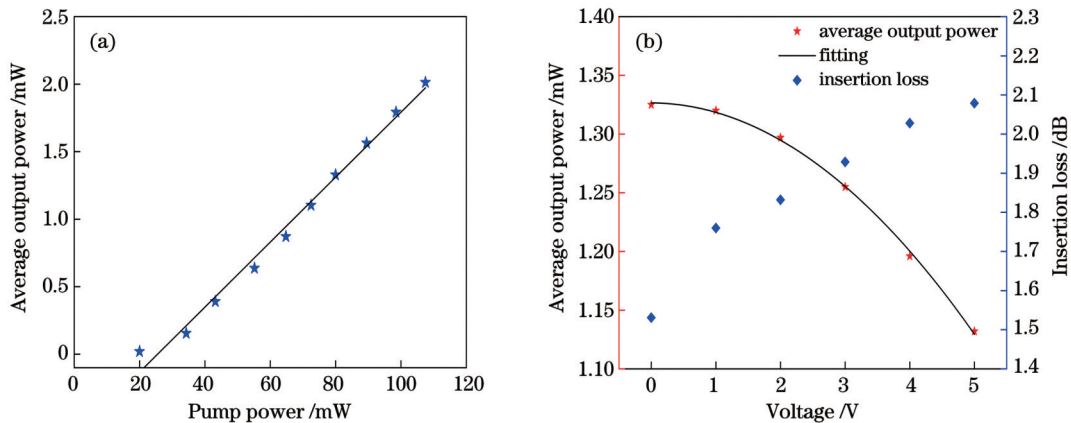 (a)
Average output power /mW
2.5
2.0
1.5
1.0
0.5
0
0 20 40 60 80 100 120
Pump power /mW
(b)
average output power
fitting
insertion loss
Average output power /mW
1.40
1.35
1.30
1.25
1.20
1.15
1.10
0 1 2 3 4 5
Voltage /V
2.3
2.2
2.1
2.0
1.9
1.8
1.7
1.6
1.5
1.4
Insertion loss /dB